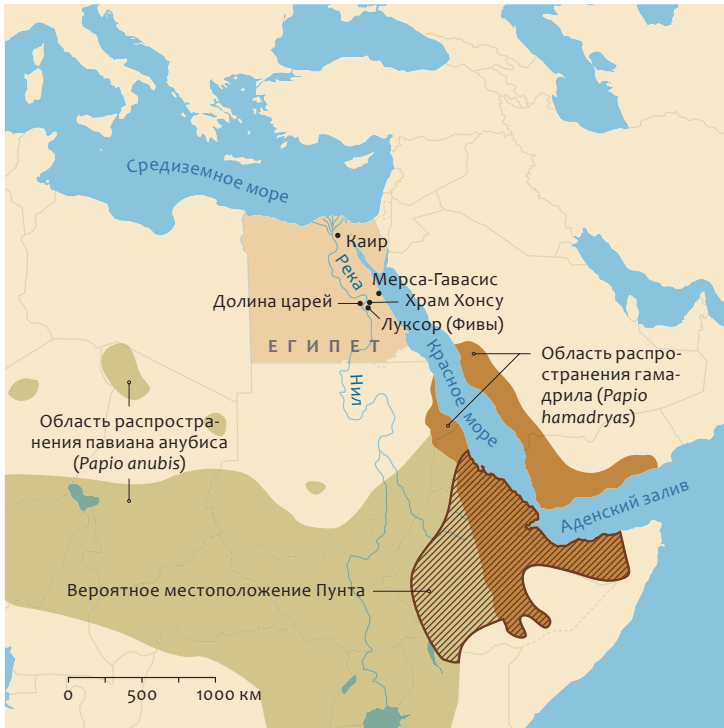 Средиземное море
Каир
Река
Мерса-Гавасис
Долина царей
Храм Хонсу
Луксор (Фивы)
ЕГИПЕТ
Красное море
Нил
Область распро-
странения гама-
дрила (Papio
hamadryas)
Область распростра-
нения павиана анубиса
(Papio anubis)
Аденский залив
Вероятное местоположение Пунта
0 500 1000 км